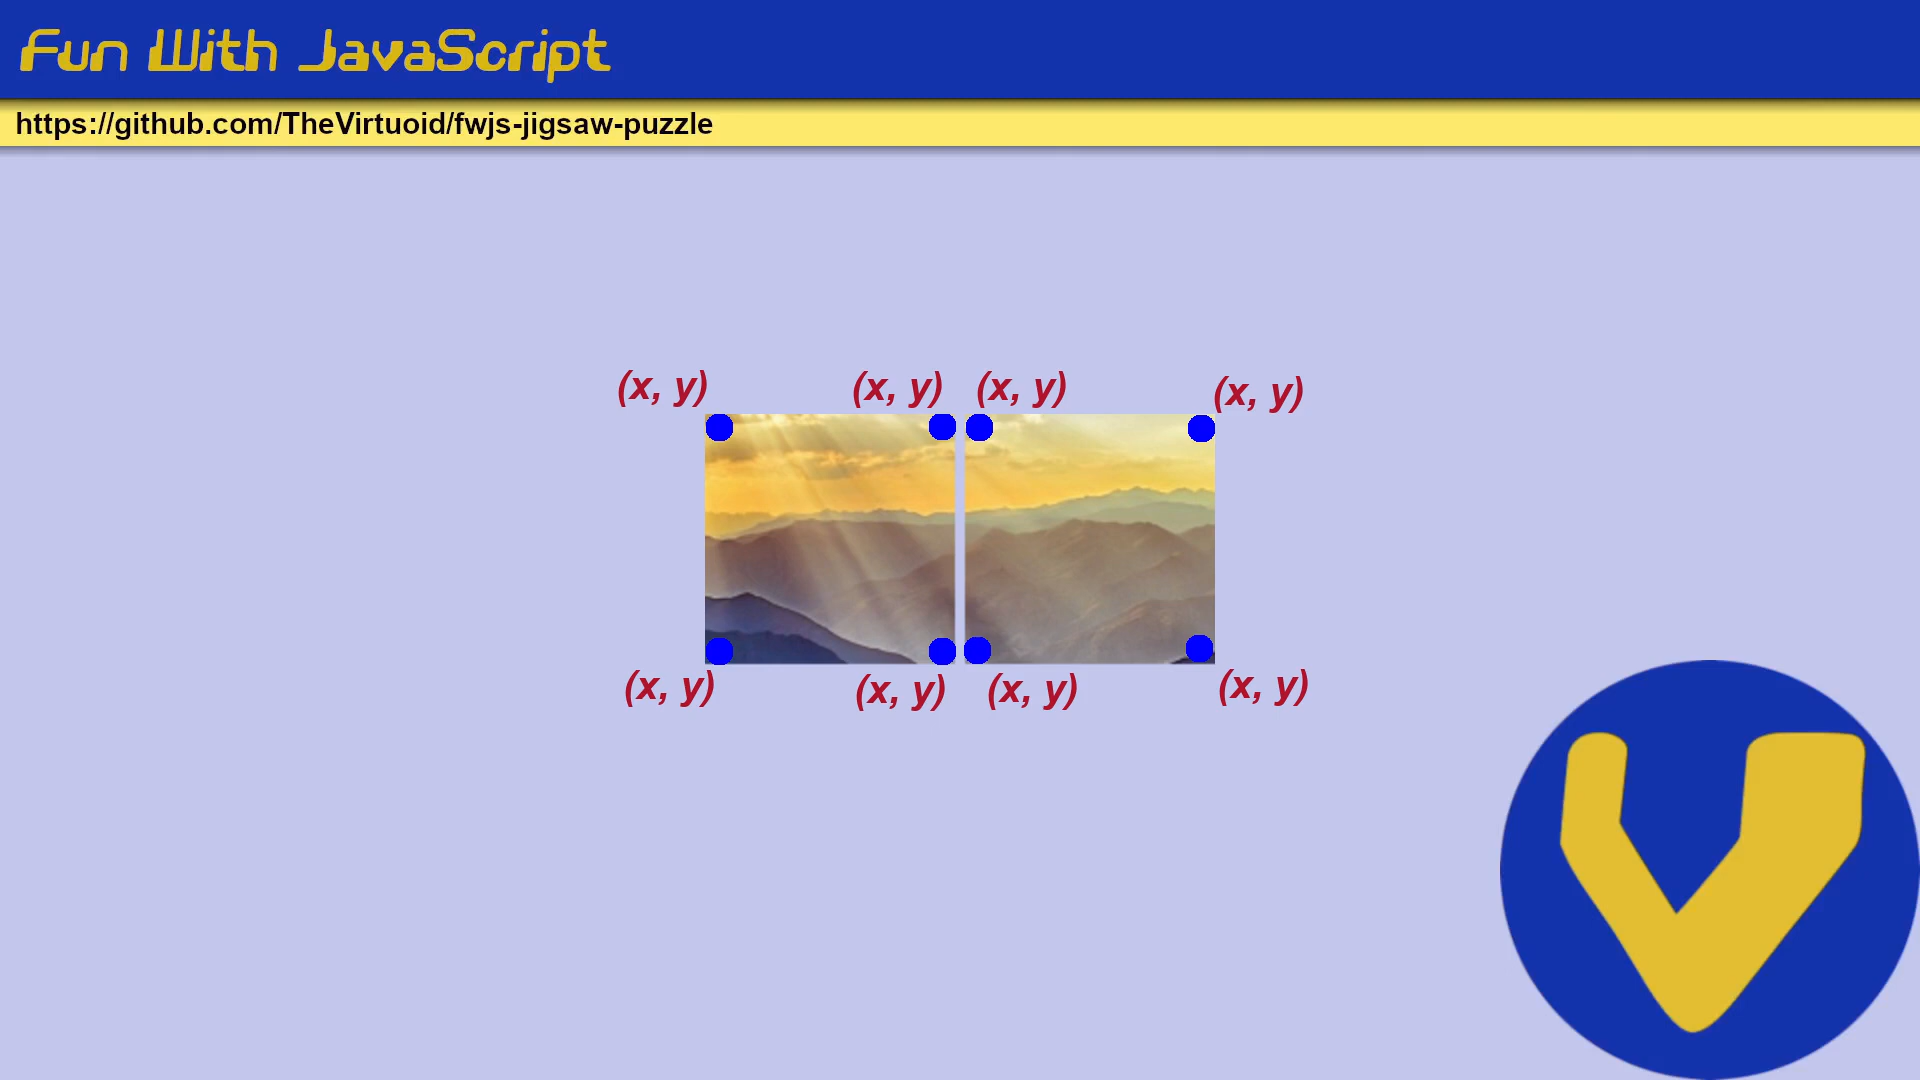 Fun With JavaScript
https://github.com/TheVirtuoid/fwjs-jigsaw-puzzle
(x, y) (x, y) (x, y) (x, y)
(x, y) (x, y) (x, y) (x, y)
V